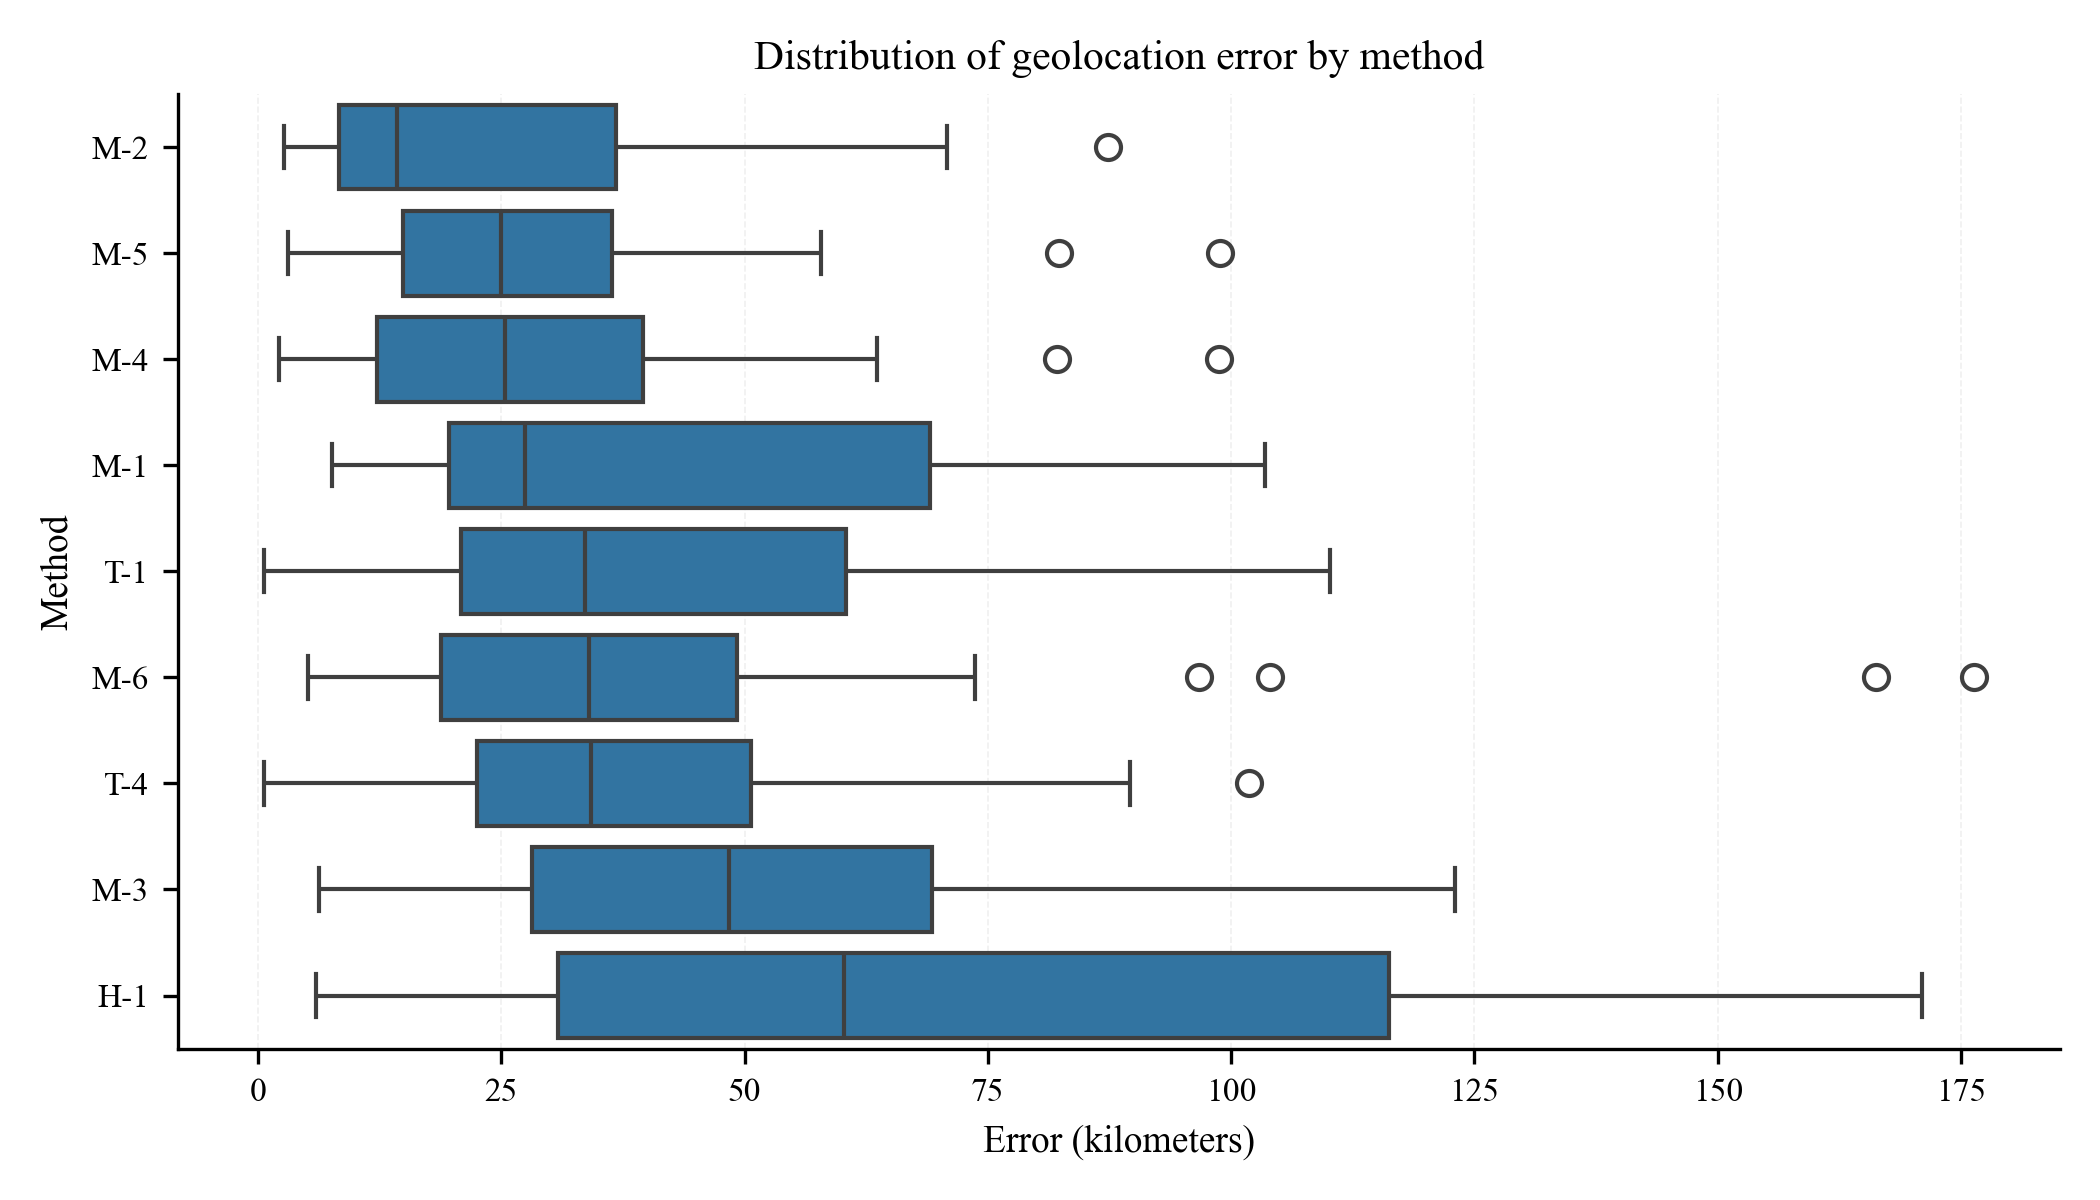 Distribution of geolocation error by method
Method
M-2
M-5
M-4
M-1
T-1
M-6
T-4
M-3
H-1
0 25 50 75 100 125 150 175
Error (kilometers)